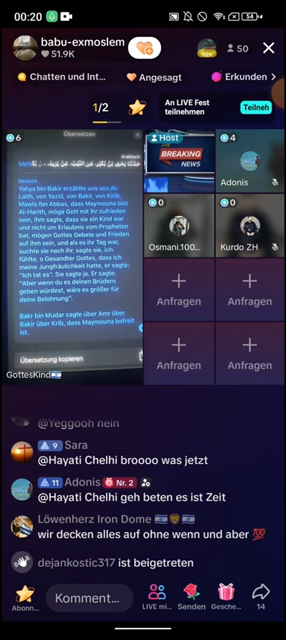 00:20
54
babu-exmoslem
51.9K
10x
50
Chatten und Int...
Angesagt
Erkunden
1/2
An LIVE Fest
teilnehmen
Teilneh
6
Übersetzen
Arabisch
Deutsch
Yahya bin Bakir erzählte uns von Al-
Laith, von Yazid, von Bakir, von Kirib,
Mawla Ibn Abbas, dass Maymouna bint
Al-Harith, möge Gott mit ihr zufrieden
sein, ihm sagte, dass sie ein Kind war
und nicht um Erlaubnis vom Propheten
bat, mögen Gottes Gebete und Frieden
auf ihm sein, und als es ihr Tag war,
suchte sie nach ihr, sagte sie, ich
fühlte, o Gesandter Gottes, dass ich
meine Jungfräulichkeit hatte, er sagte:
"Ich tat es". Sie sagte ja. Er sagte:
"Aber wenn du es deinen Brüdern
geben würdest, wäre es größer für
deine Belohnung".
Bakr bin Mudar sagte über Amr über
Bakir über Krib, dass Maymouna befreit
ist.
Übersetzung kopieren
GottesKind🇮🇱
Host
BREAKING
NEWS
4
Adonis
0
Osmani.100...
0
Kurdo ZH
Anfragen
Anfragen
Anfragen
Anfragen
@Yeggooh nein
9 Sara
@Hayati Chelhi broooo was jetzt
11 Adonis Nr. 2
@Hayati Chelhi geh beten es ist Zeit
Löwenherz Iron Dome 🇮🇱🦁🇮🇱
wir decken alles auf ohne wenn und aber 💯
dejankostic317 ist beigetreten
Abonn...
Komment...
LIVE mi...
Senden
Gesche...
14